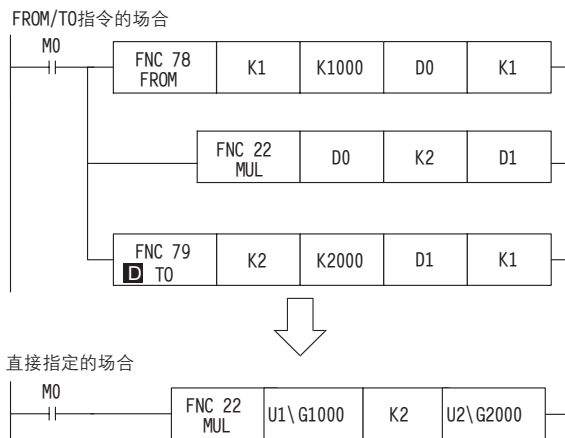 FROM/TO指令的场合
M0
FNC 78 FROM K1 K1000 D0 K1
FNC 22 MUL D0 K2 D1
FNC 79 D TO K2 K2000 D1 K1
直接指定的场合
M0
FNC 22 MUL U1\G1000 K2 U2\G2000